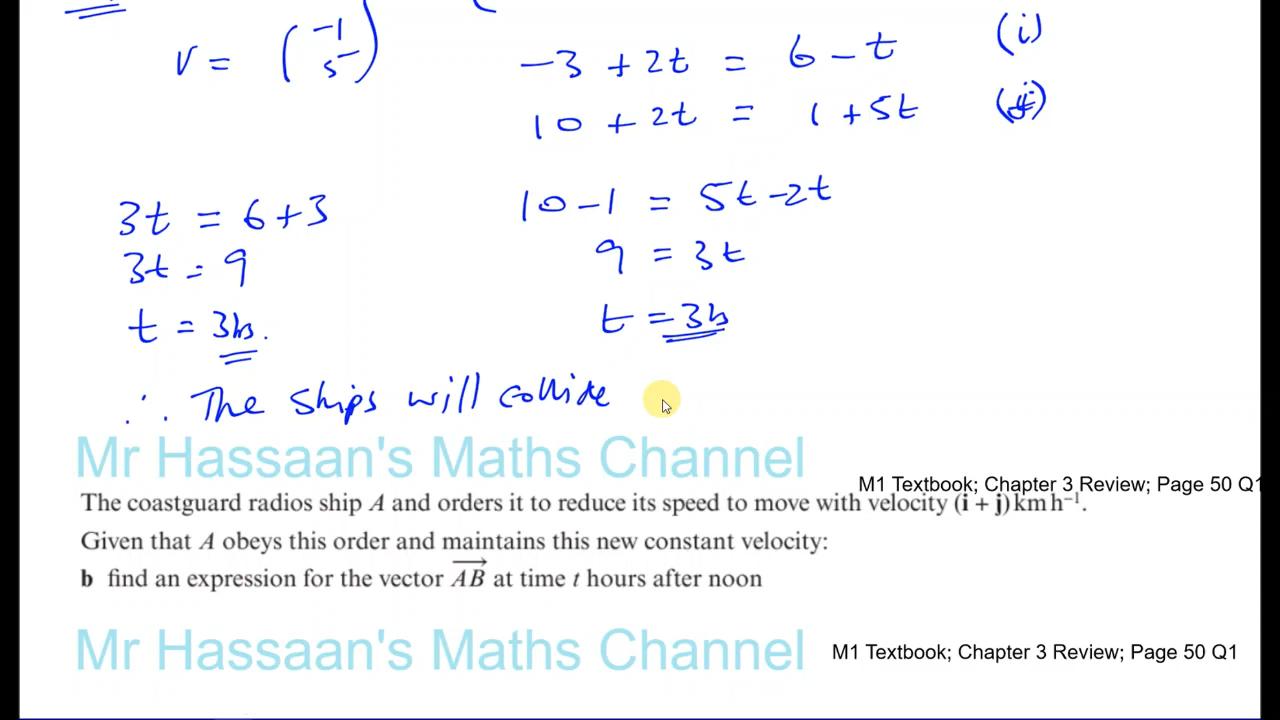 v = (-1 5)
-3 + 2t = 6 - t (i)
10 + 2t = 1 + 5t (j)
3t = 6 + 3
3t = 9
t = 3h.
10 - 1 = 5t - 2t
9 = 3t
t = 3h
∴ The ships will collide
Mr Hassaan's Maths Channel
M1 Textbook; Chapter 3 Review; Page 50 Q1
The coastguard radios ship A and orders it to reduce its speed to move with velocity (i + j) km h⁻¹.
Given that A obeys this order and maintains this new constant velocity:
b find an expression for the vector \overrightarrow{AB} at time t hours after noon
Mr Hassaan's Maths Channel
M1 Textbook; Chapter 3 Review; Page 50 Q1